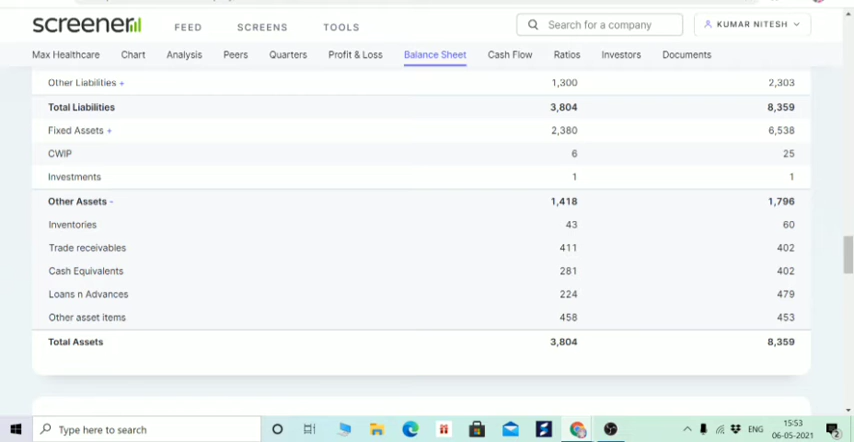 screener
FEED SCREENS TOOLS Search for a company KUMAR NITESH
Max Healthcare Chart Analysis Peers Quarters Profit & Loss Balance Sheet Cash Flow Ratios Investors Documents
Other Liabilities + 1,300 2,303
Total Liabilities 3,804 8,359
Fixed Assets + 2,380 6,538
CWIP 6 25
Investments 1 1
Other Assets - 1,418 1,796
Inventories 43 60
Trade receivables 411 402
Cash Equivalents 281 402
Loans n Advances 224 479
Other asset items 458 453
Total Assets 3,804 8,359
Type here to search ENG 15:53
06-05-2021 2